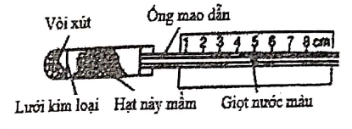 Vôi xút
Ống mao dẫn
1 2 3 4 5 6 7 8 cm
Lưới kim loại
Hạt nảy mầm
Giọt nước màu